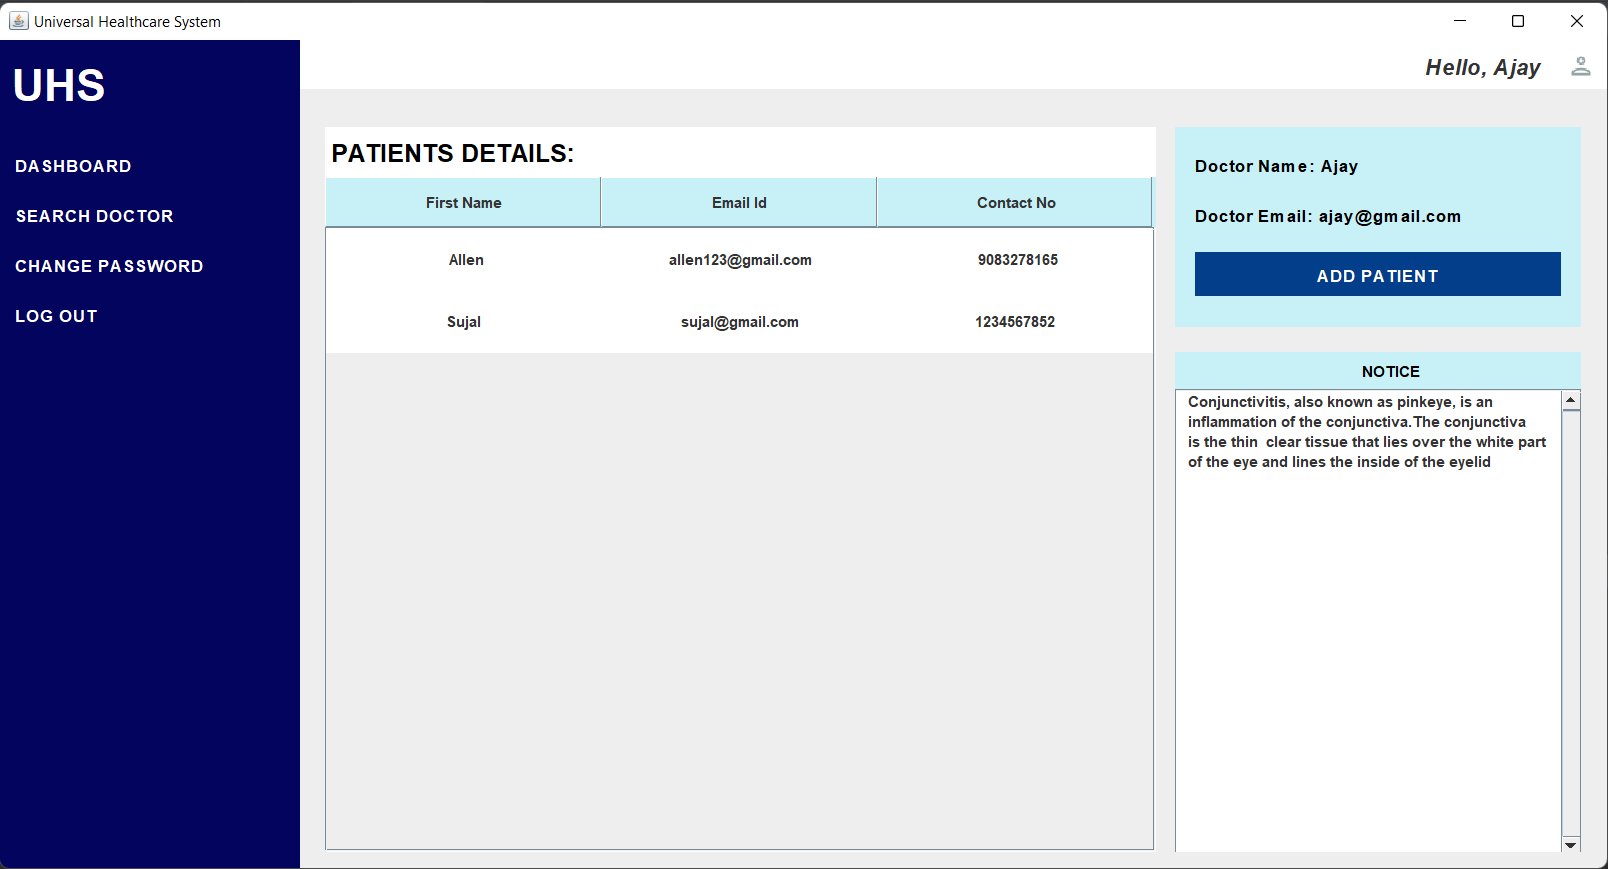 Universal Healthcare System
UHS
Hello, Ajay
DASHBOARD
SEARCH DOCTOR
CHANGE PASSWORD
LOG OUT
PATIENTS DETAILS:
First Name Email Id Contact No
Allen allen123@gmail.com 9083278165
Sujal sujal@gmail.com 1234567852
Doctor Name: Ajay
Doctor Email: ajay@gmail.com
ADD PATIENT
NOTICE
Conjunctivitis, also known as pinkeye, is an
inflammation of the conjunctiva.The conjunctiva
is the thin  clear tissue that lies over the white part
of the eye and lines the inside of the eyelid